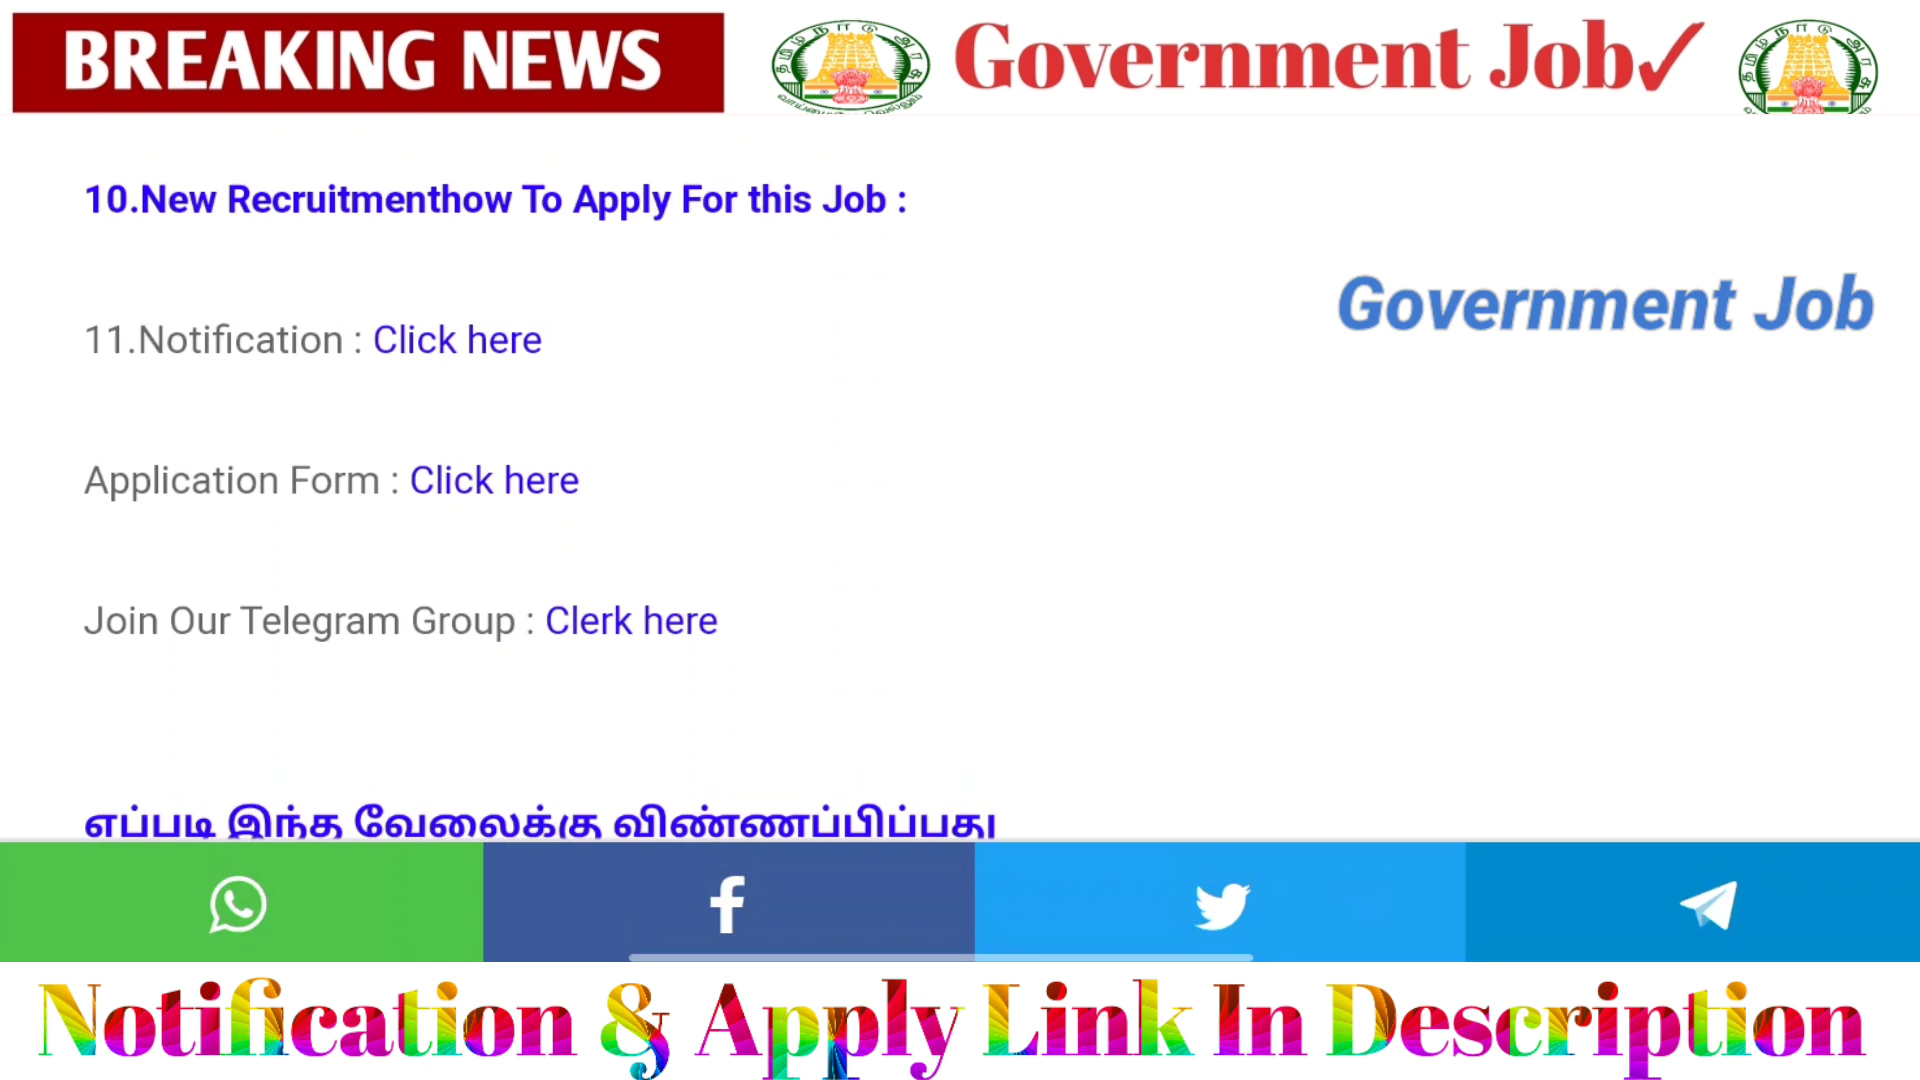 BREAKING NEWS
Government Job✓
10.New Recruitmenthow To Apply For this Job :
Government Job
11.Notification : Click here
Application Form : Click here
Join Our Telegram Group : Clerk here
எப்படி இந்த வேலைக்கு விண்ணப்பிப்பது
Notification & Apply Link In Description